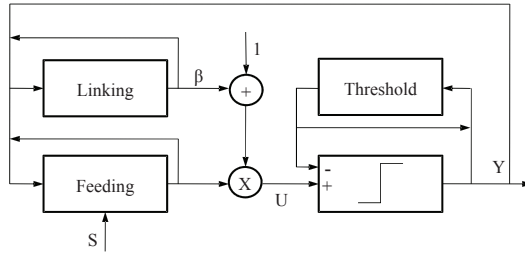 1
Linking
β
+
Threshold
Feeding
X
U
-
+
Y
S